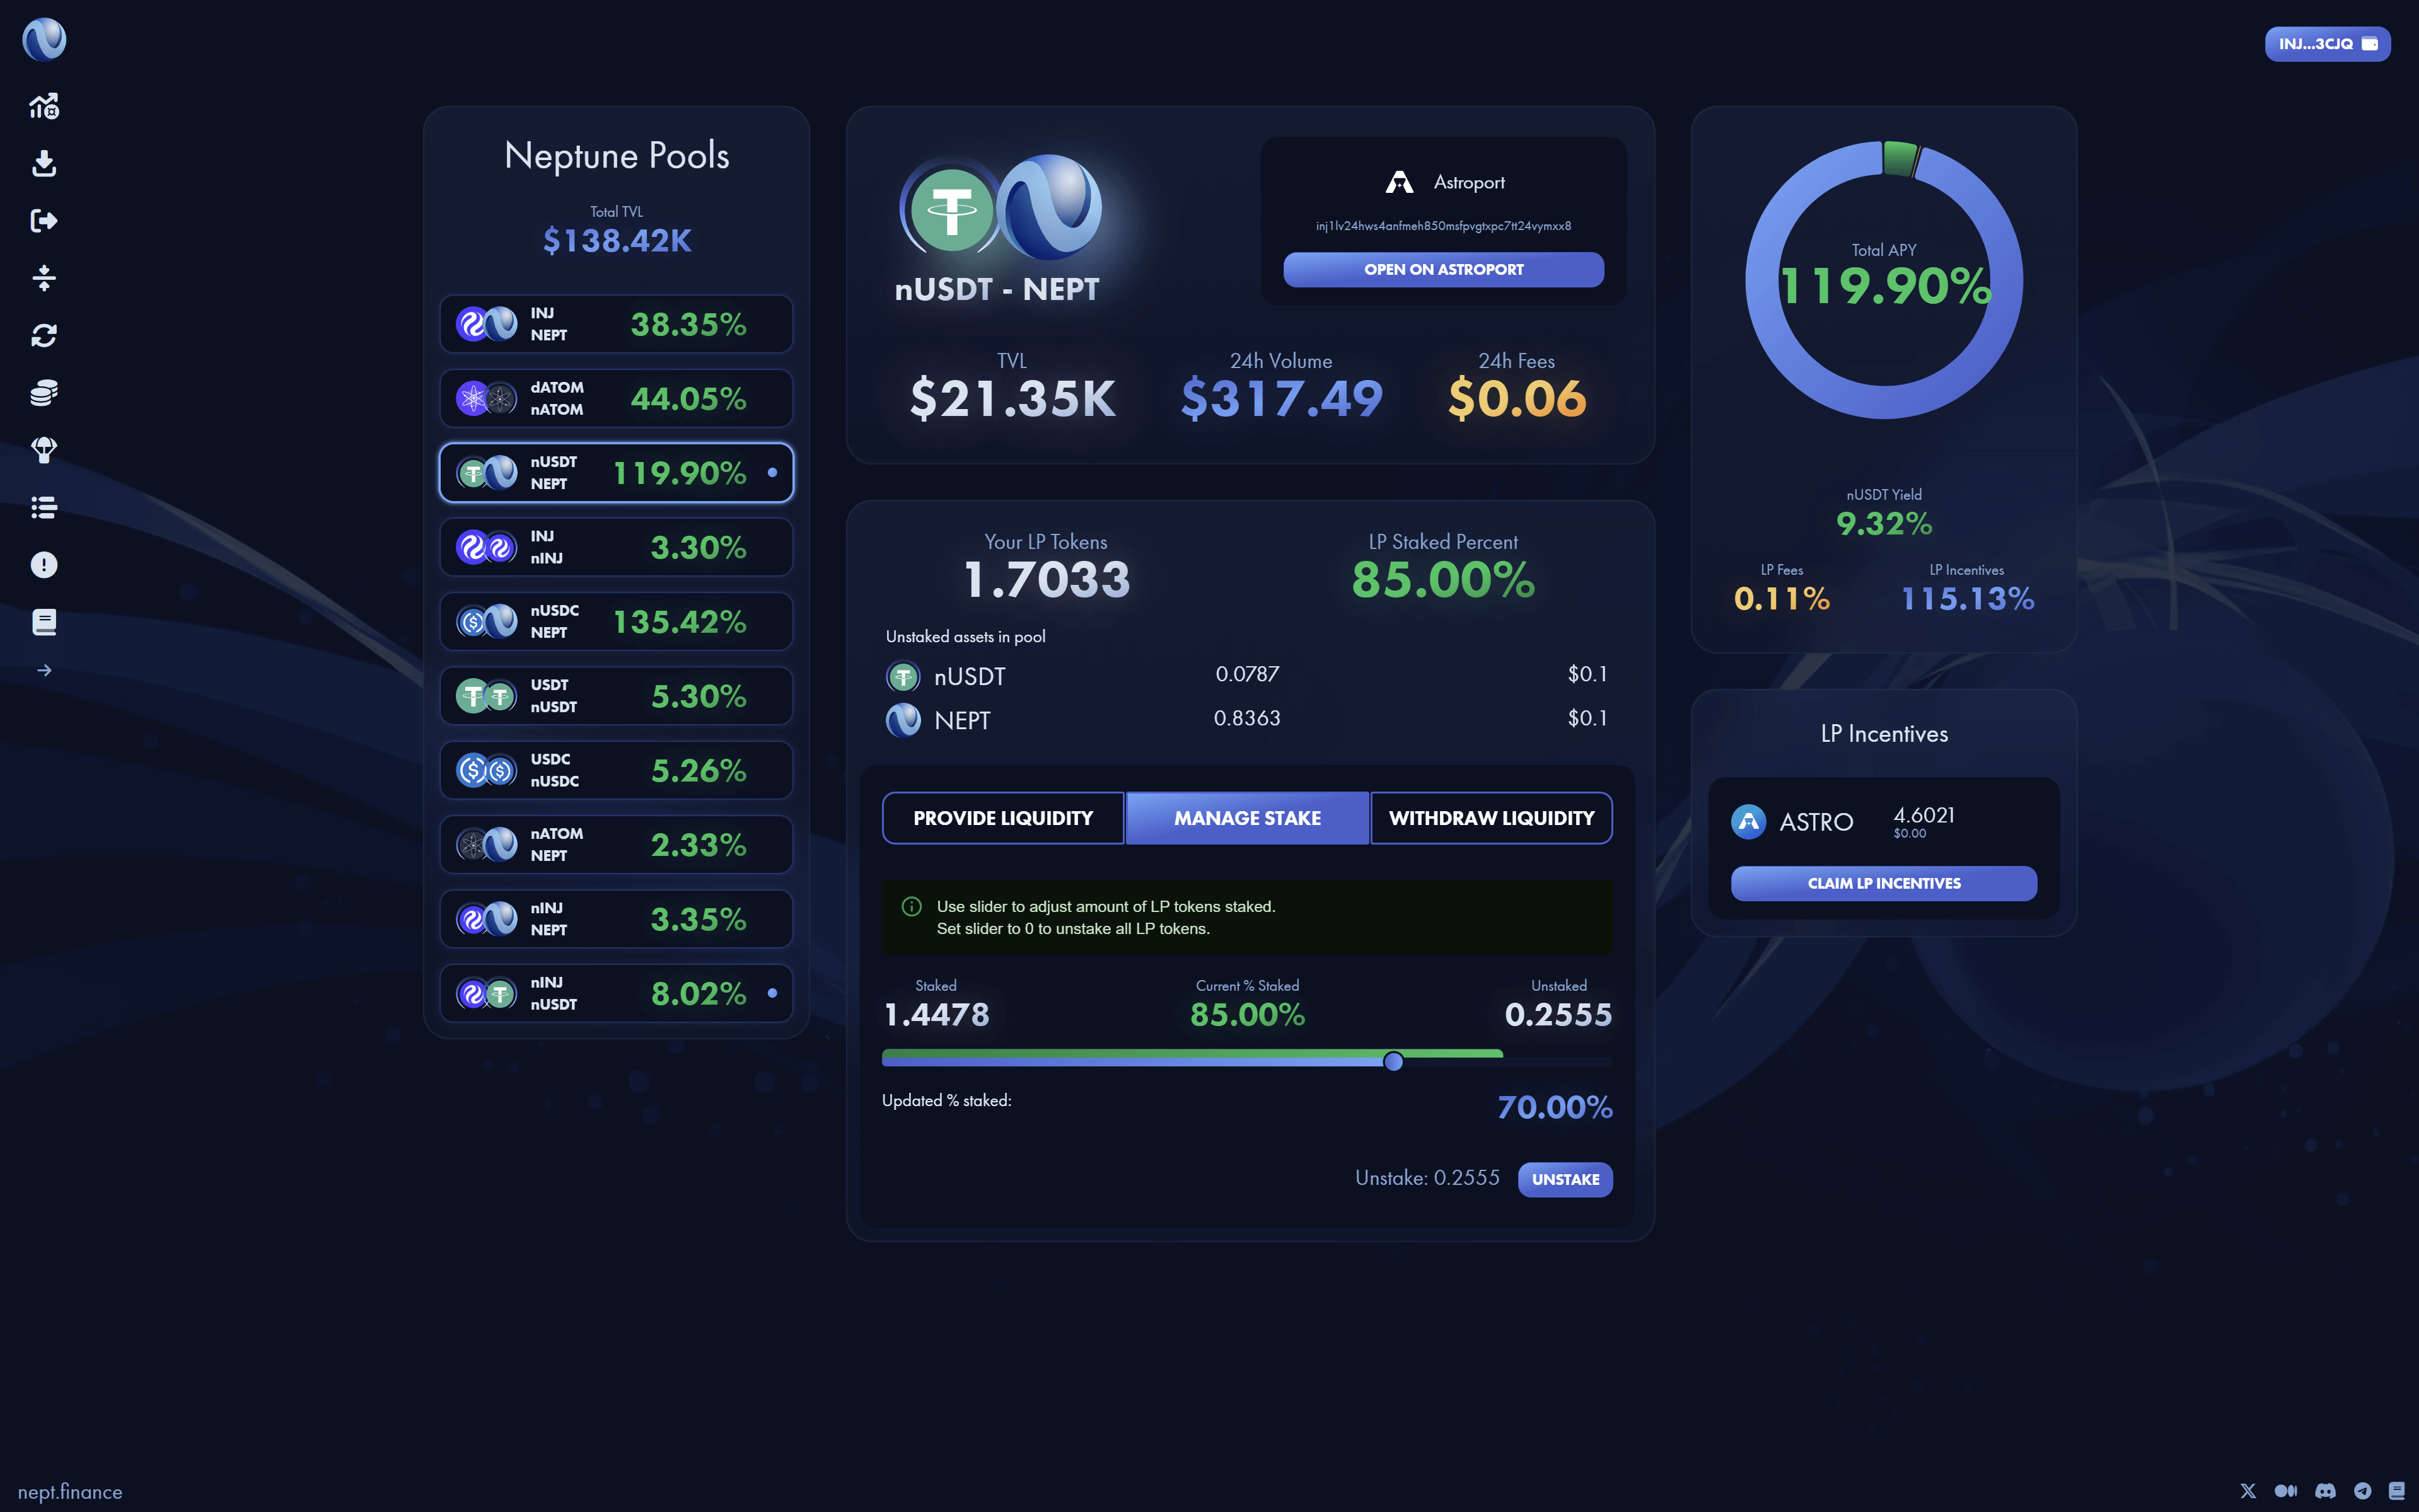 INJ...3CJQ
Neptune Pools
Total TVL
$138.42K
INJ
NEPT
38.35%
dATOM
nATOM
44.05%
nUSDT
NEPT
119.90%
INJ
nINJ
3.30%
nUSDC
NEPT
135.42%
USDT
nUSDT
5.30%
USDC
nUSDC
5.26%
nATOM
NEPT
2.33%
nINJ
NEPT
3.35%
nINJ
nUSDT
8.02%
nUSDT - NEPT
Astroport
inj1lv24hws4anfmeh850msfpvgtxpc7tt24vymxx8
OPEN ON ASTROPORT
TVL
$21.35K
24h Volume
$317.49
24h Fees
$0.06
Your LP Tokens
1.7033
LP Staked Percent
85.00%
Unstaked assets in pool
nUSDT 0.0787 $0.1
NEPT 0.8363 $0.1
PROVIDE LIQUIDITY
MANAGE STAKE
WITHDRAW LIQUIDITY
Use slider to adjust amount of LP tokens staked.
Set slider to 0 to unstake all LP tokens.
Staked
1.4478
Current % Staked
85.00%
Unstaked
0.2555
Updated % staked:
70.00%
Unstake: 0.2555
UNSTAKE
Total APY
119.90%
nUSDT Yield
9.32%
LP Fees
0.11%
LP Incentives
115.13%
LP Incentives
ASTRO
4.6021
$0.00
CLAIM LP INCENTIVES
nept.finance